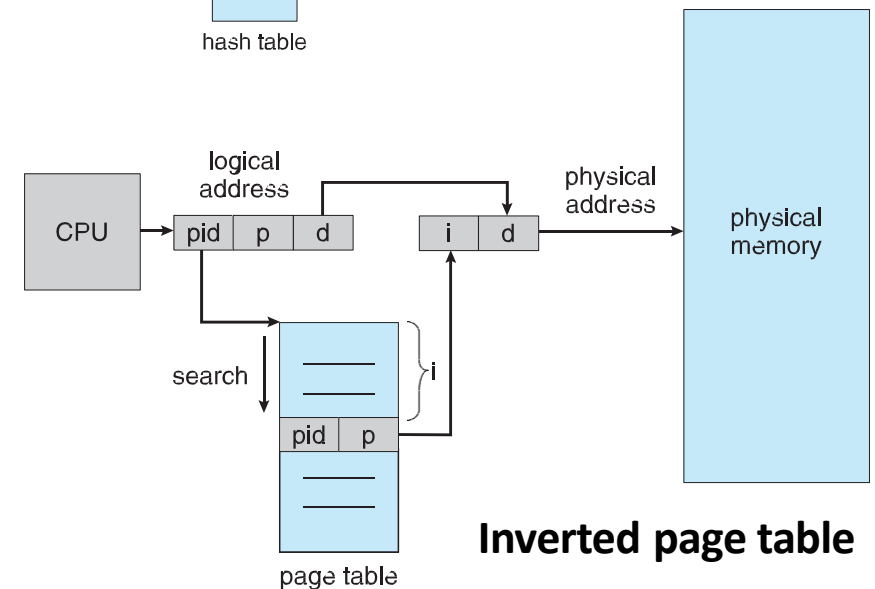 hash table
logical
address
physical
address
CPU
pid p d
i d
physical
memory
search
i
pid p
Inverted page table
page table